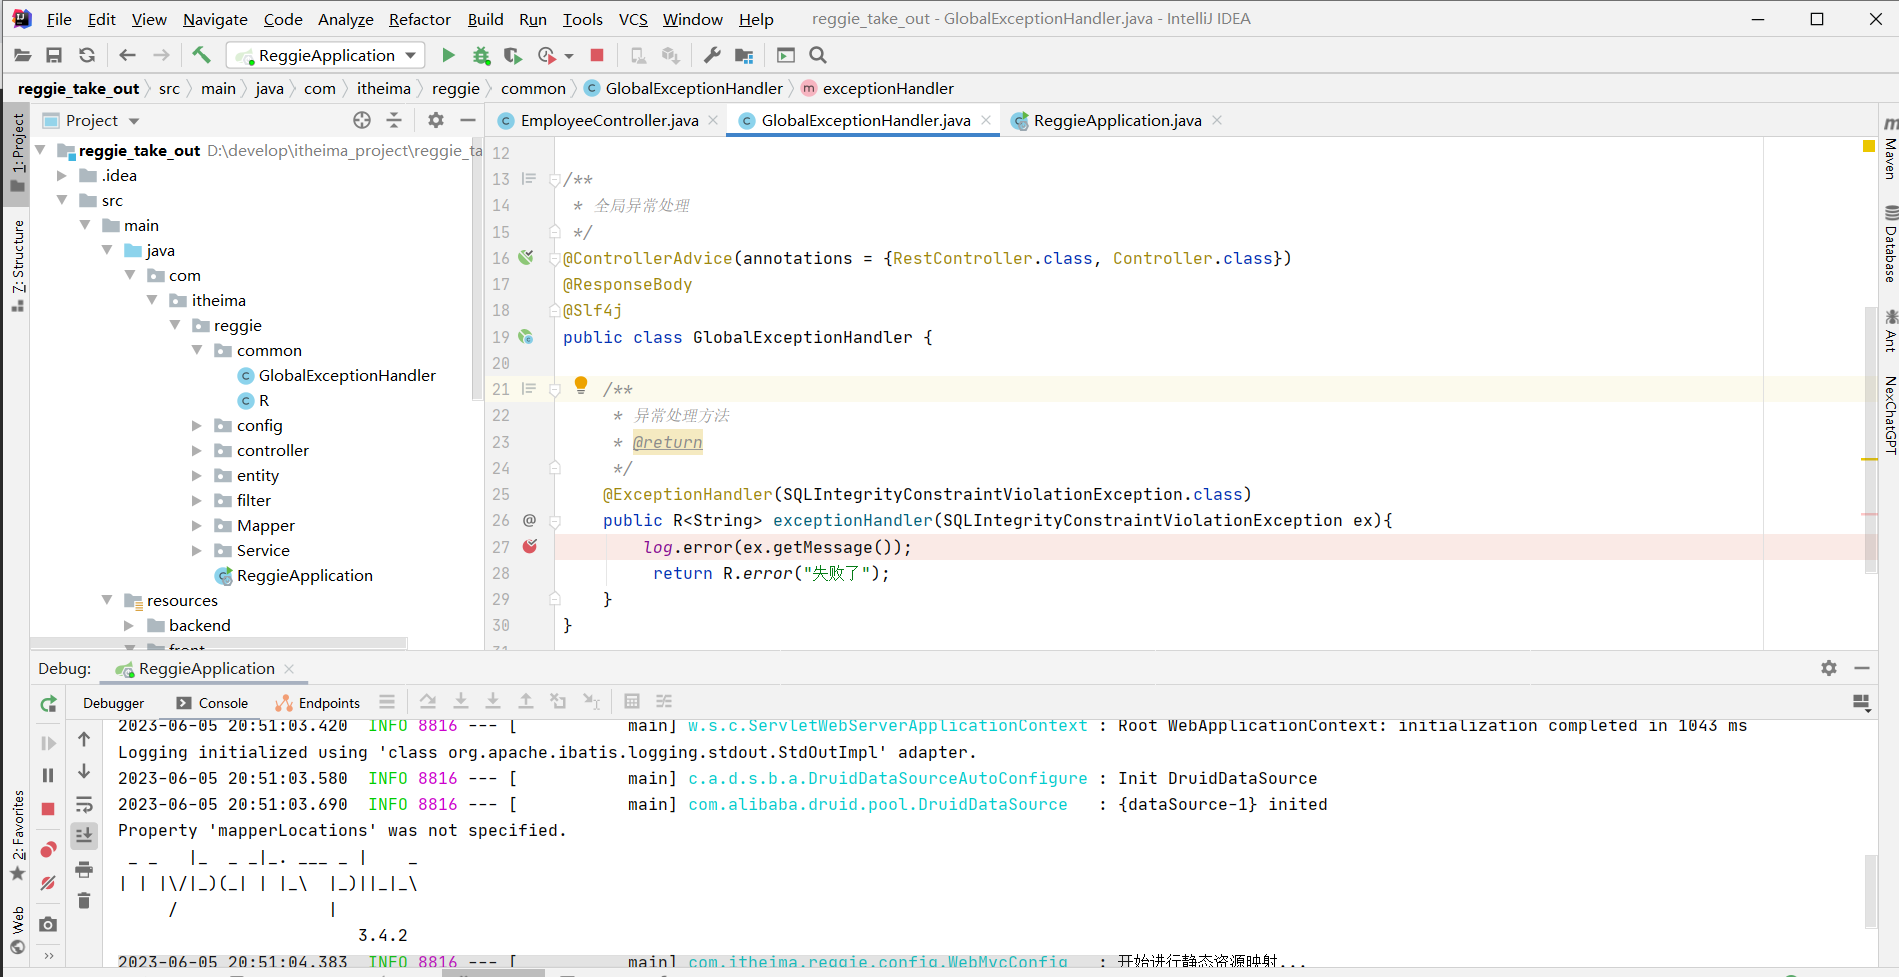 File Edit View Navigate Code Analyze Refactor Build Run Tools VCS Window Help reggie_take_out - GlobalExceptionHandler.java - IntelliJ IDEA
ReggieApplication
reggie_take_out src main java com itheima reggie common GlobalExceptionHandler exceptionHandler
1: Project
7: Structure
2: Favorites
Web
Project
reggie_take_out D:\develop\itheima_project\reggie_ta
.idea
src
main
java
com
itheima
reggie
common
GlobalExceptionHandler
R
config
controller
entity
filter
Mapper
Service
ReggieApplication
resources
backend
front
EmployeeController.java GlobalExceptionHandler.java ReggieApplication.java
12
13 /**
14 * 全局异常处理
15 */
16 @ControllerAdvice(annotations = {RestController.class, Controller.class})
17 @ResponseBody
18 @Slf4j
19 public class GlobalExceptionHandler {
20
21 /**
22 * 异常处理方法
23 * @return
24 */
25 @ExceptionHandler(SQLIntegrityConstraintViolationException.class)
26 public R<String> exceptionHandler(SQLIntegrityConstraintViolationException ex){
27 log.error(ex.getMessage());
28 return R.error("失败了");
29 }
30 }
31
Maven
Database
Ant
NexChatGPT
Debug: ReggieApplication
Debugger Console Endpoints
2023-06-05 20:51:03.420 INFO 8816 --- [ main] w.s.c.ServletWebServerApplicationContext : Root WebApplicationContext: initialization completed in 1043 ms
Logging initialized using 'class org.apache.ibatis.logging.stdout.StdOutImpl' adapter.
2023-06-05 20:51:03.580 INFO 8816 --- [ main] c.a.d.s.b.a.DruidDataSourceAutoConfigure : Init DruidDataSource
2023-06-05 20:51:03.690 INFO 8816 --- [ main] com.alibaba.druid.pool.DruidDataSource : {dataSource-1} inited
Property 'mapperLocations' was not specified.
 _ _   |_  _ _|_. ___ _ |    _
| | |\/|_)(_| | |_\  |_)||_|_\
     /               |
3.4.2
2023-06-05 20:51:04.383 INFO 8816 --- [ main] com.itheima.reggie.config.WebMvcConfig : 开始进行静态资源映射...